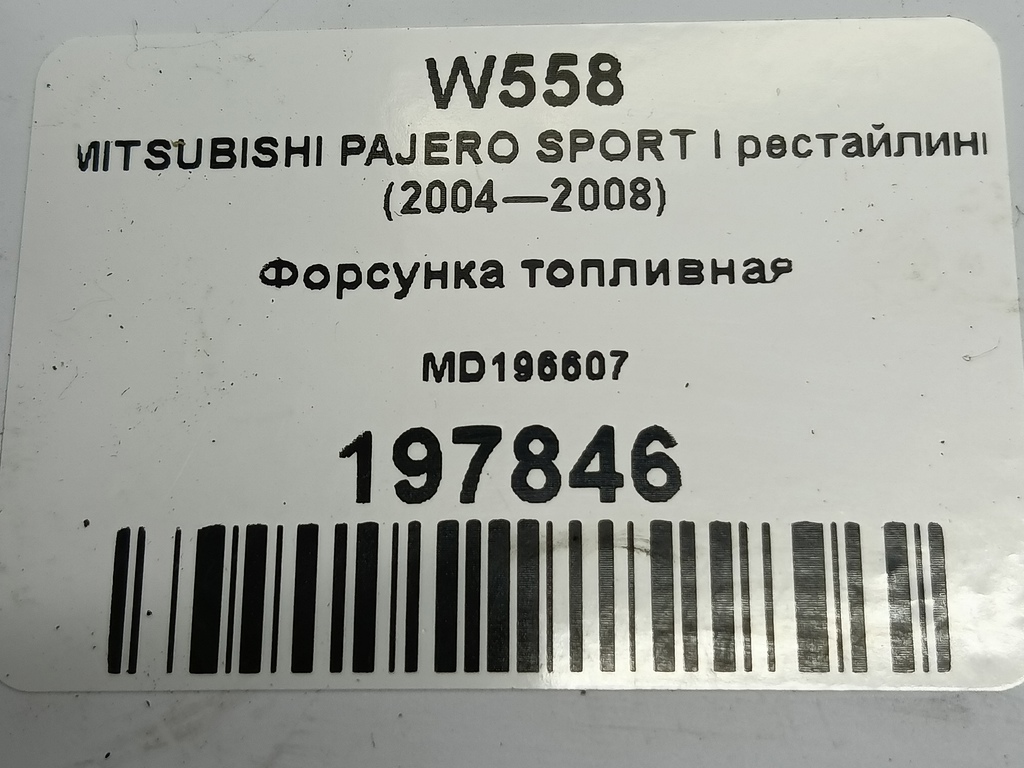 W558
MITSUBISHI PAJERO SPORT I рестайлинг
(2004—2008)
Форсунка топливная
MD196607
197846